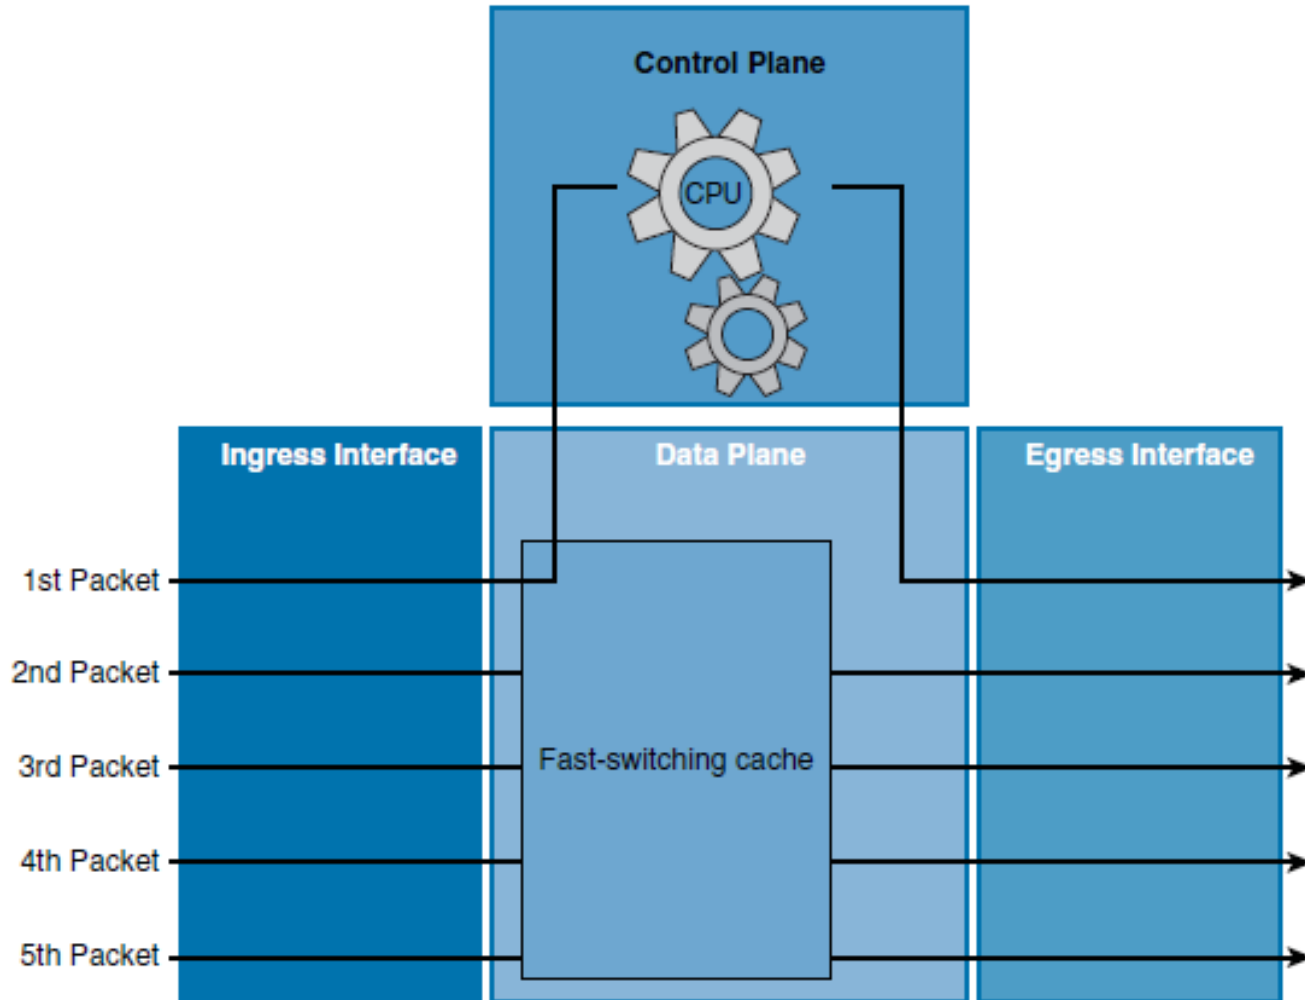 Control Plane
CPU
Ingress Interface
Data Plane
Egress Interface
1st Packet
2nd Packet
3rd Packet
Fast-switching cache
4th Packet
5th Packet